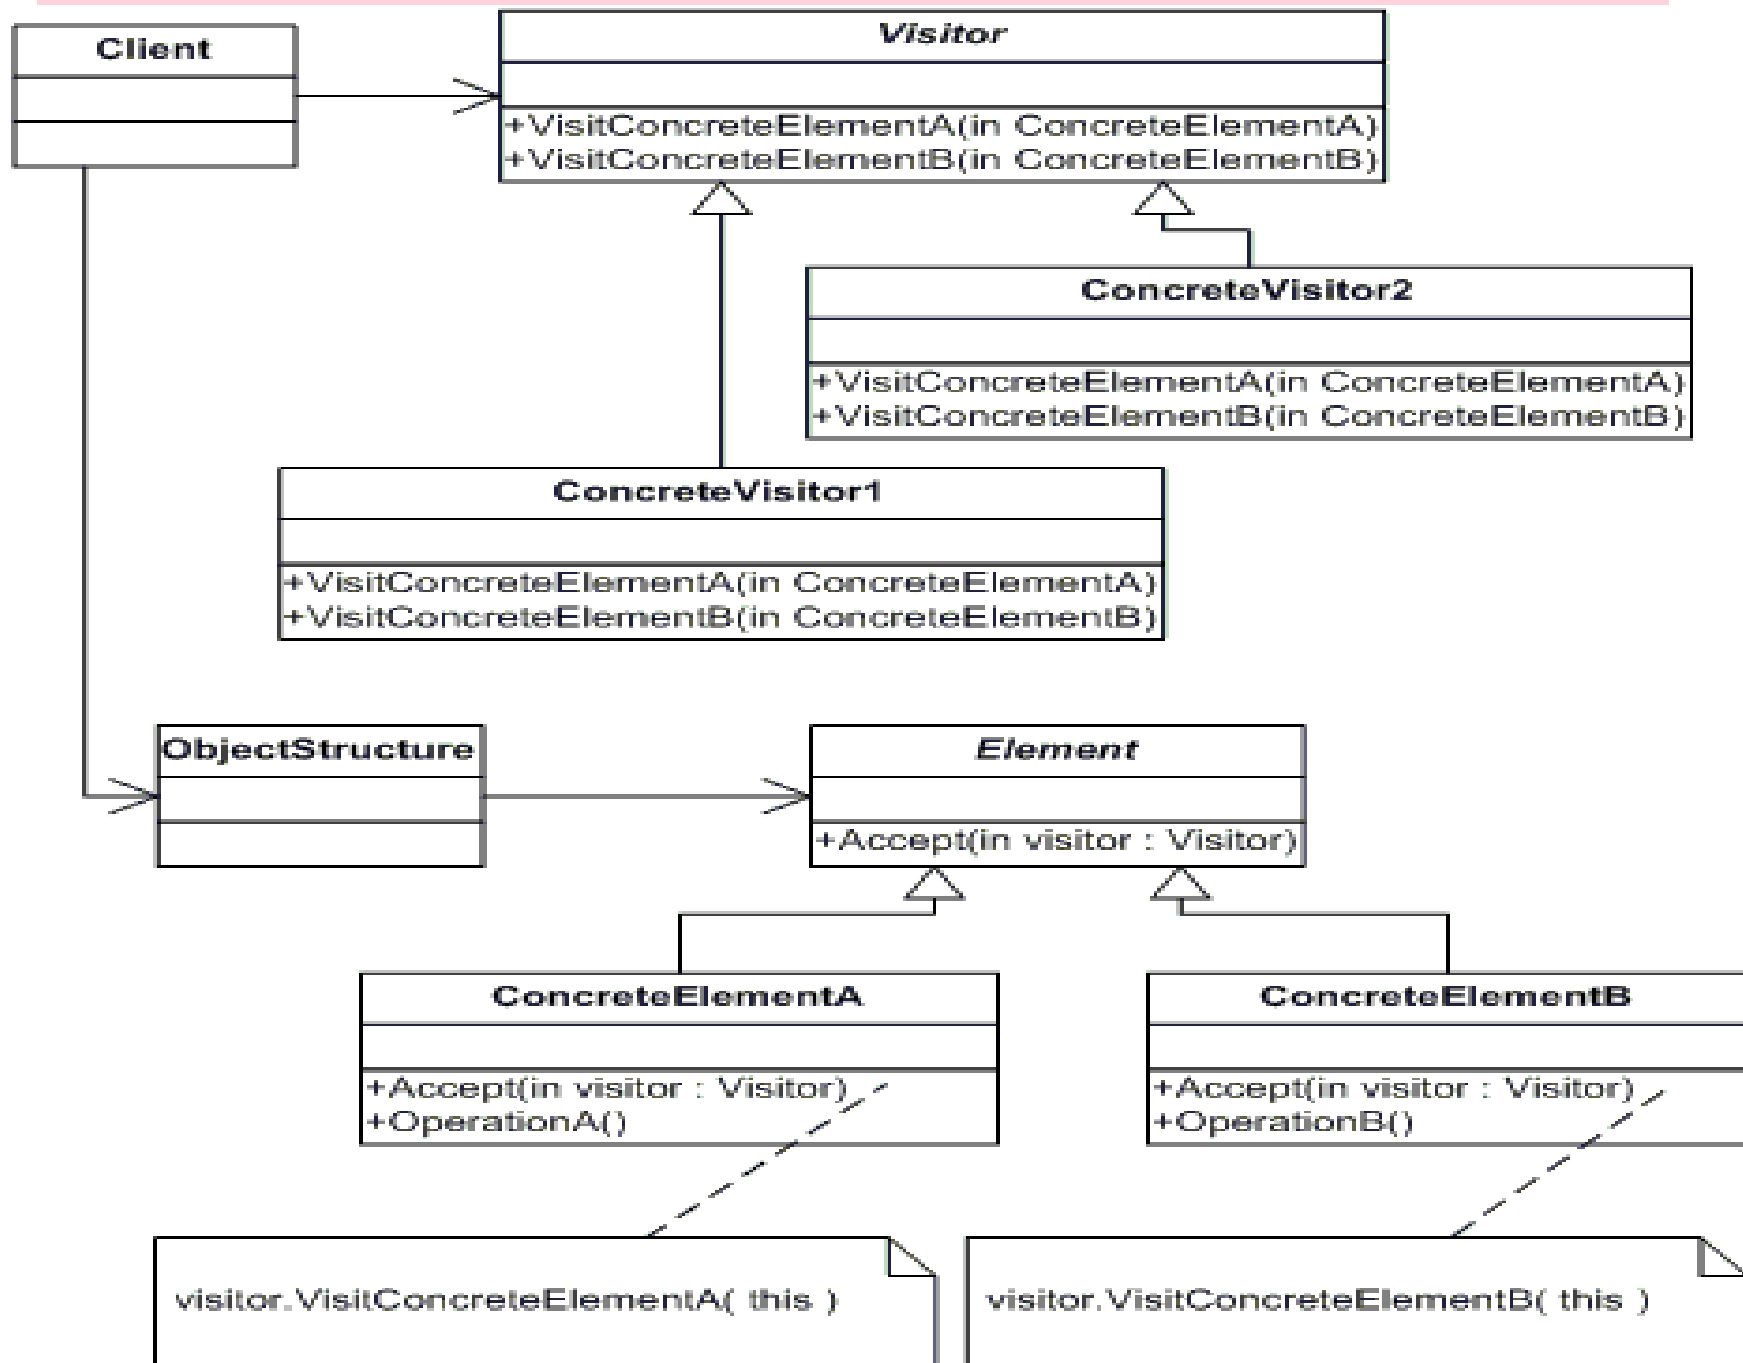 Client
Visitor
+VisitConcreteElementA(in ConcreteElementA)
+VisitConcreteElementB(in ConcreteElementB)
ConcreteVisitor2
+VisitConcreteElementA(in ConcreteElementA)
+VisitConcreteElementB(in ConcreteElementB)
ConcreteVisitor1
+VisitConcreteElementA(in ConcreteElementA)
+VisitConcreteElementB(in ConcreteElementB)
ObjectStructure
Element
+Accept(in visitor : Visitor)
ConcreteElementA
+Accept(in visitor : Visitor)
+OperationA()
ConcreteElementB
+Accept(in visitor : Visitor)
+OperationB()
visitor.VisitConcreteElementA( this )
visitor.VisitConcreteElementB( this )